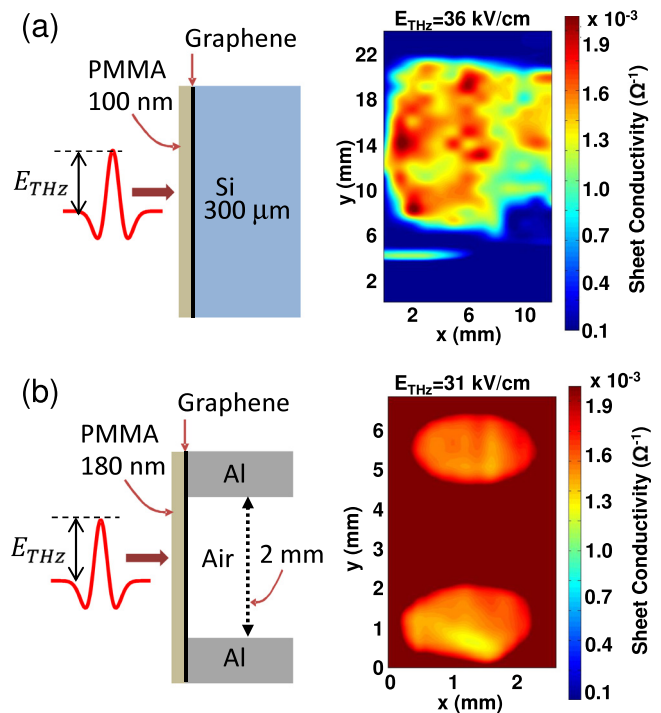 (a)
Graphene
PMMA
100 nm
E_THz
Si
300 μm
E_THz=36 kV/cm
x 10^-3
22
18
14
10
6
2
y (mm)
2
6
10
x (mm)
1.9
1.6
1.3
1.0
0.7
0.4
0.1
Sheet Conductivity (Ω^-1)
(b)
Graphene
PMMA
180 nm
E_THz
Al
Air
2 mm
Al
E_THz=31 kV/cm
x 10^-3
6
5
4
3
2
1
0
y (mm)
0
1
2
x (mm)
1.9
1.6
1.3
1.0
0.7
0.4
0.1
Sheet Conductivity (Ω^-1)